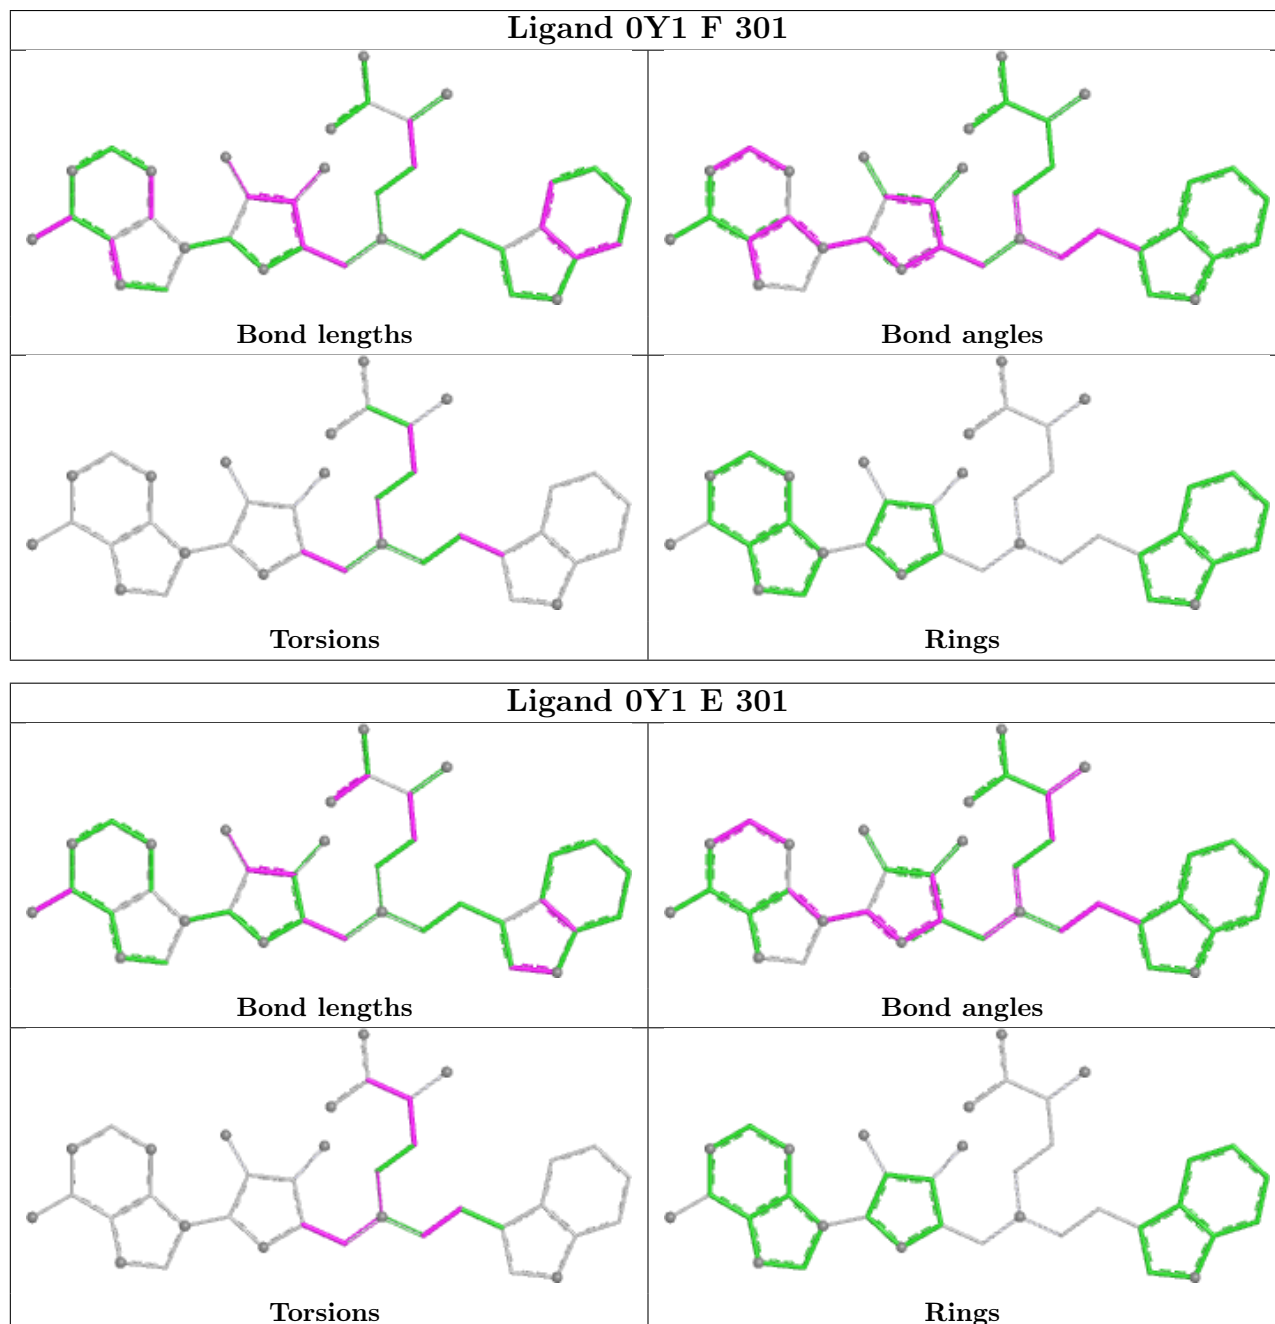 Ligand 0Y1 F 301
Bond lengths
Bond angles
Torsions
Rings
Ligand 0Y1 E 301
Bond lengths
Bond angles
Torsions
Rings